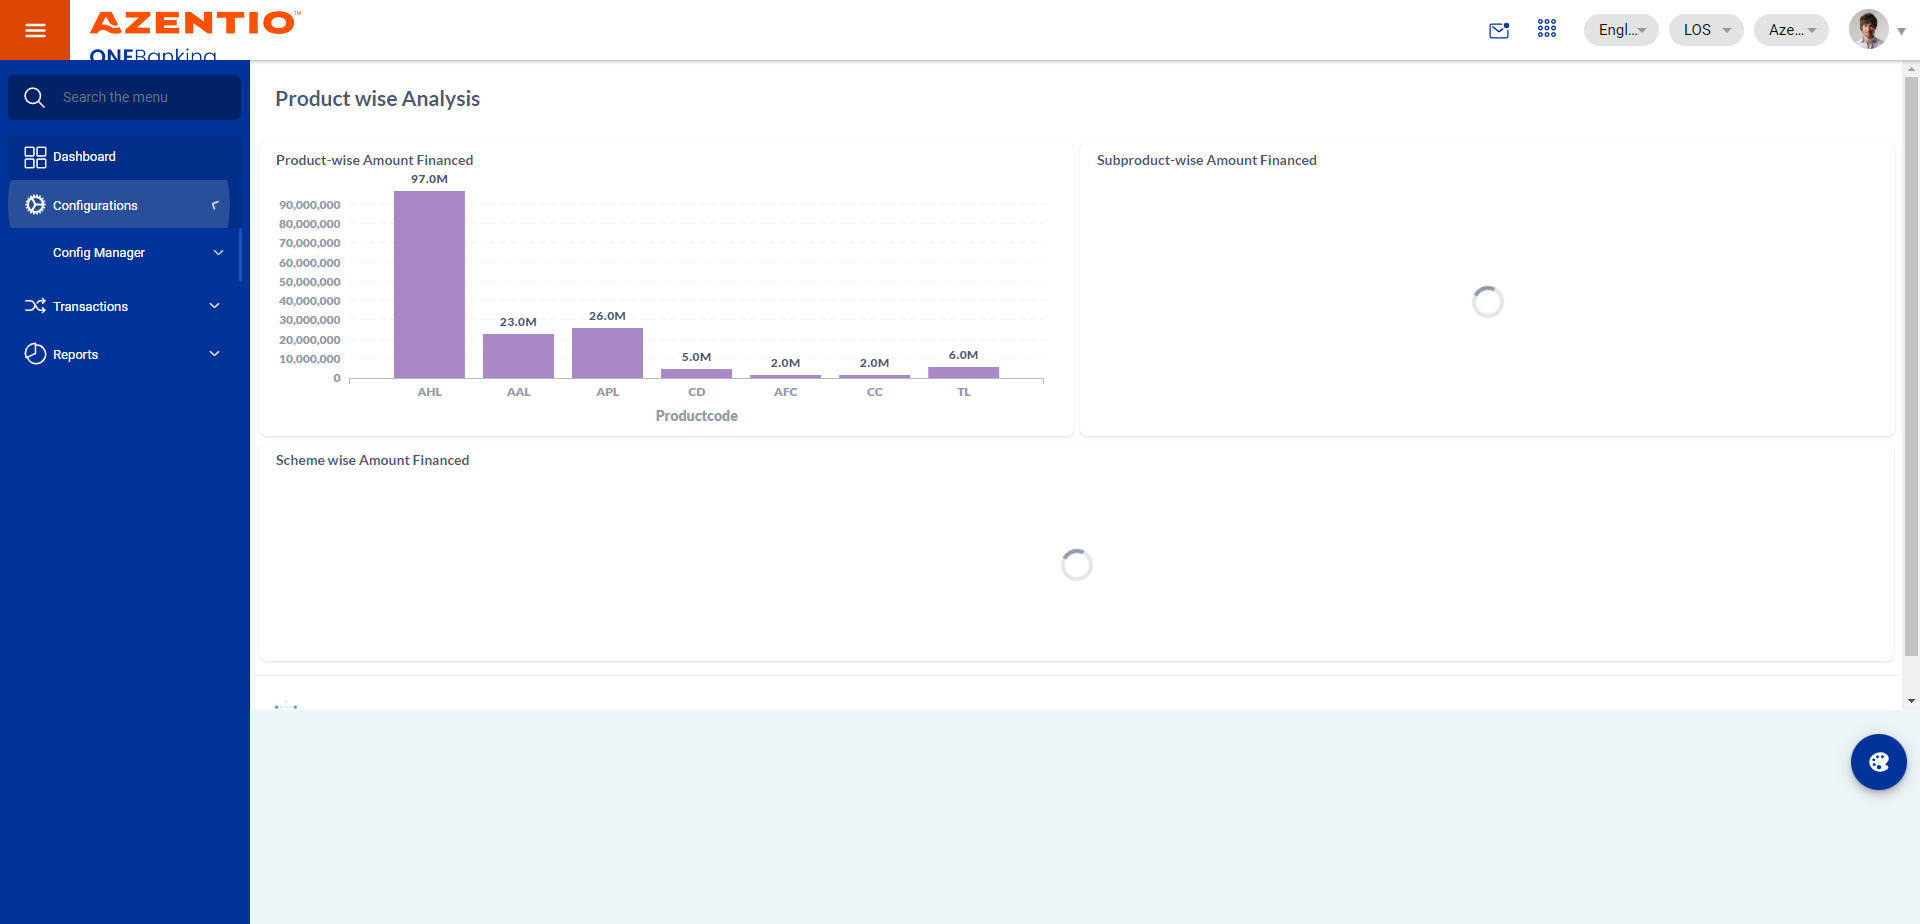 AZENTIO™
ONEBanking
Engl...
LOS
Aze...
Search the menu
Dashboard
Configurations
Config Manager
Transactions
Reports
Product wise Analysis
Product-wise Amount Financed
97.0M
90,000,000
80,000,000
70,000,000
60,000,000
50,000,000
40,000,000
30,000,000
20,000,000
10,000,000
0
23.0M
26.0M
5.0M
2.0M
2.0M
6.0M
AHL
AAL
APL
CD
AFC
CC
TL
Productcode
Subproduct-wise Amount Financed
Scheme wise Amount Financed